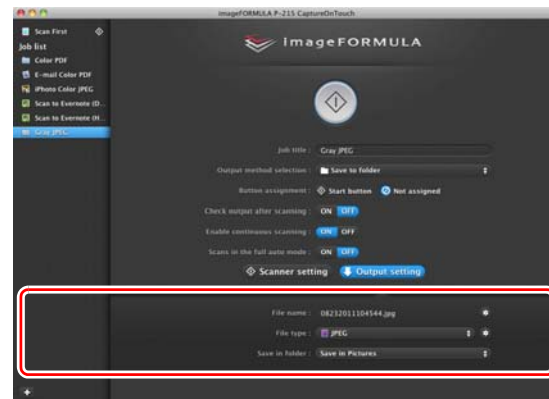 imageFORMULA P-215 CaptureOnTouch
Scan First
Job list
Color PDF
E-mail Color PDF
iPhoto Color JPEG
Scan to Evernote (D...
Scan to Evernote (H...
Gray JPEG
imageFORMULA
Job title : Gray JPEG
Output method selection : Save to folder
Button assignment : Start button Not assigned
Check output after scanning : ON OFF
Enable continuous scanning : ON OFF
Scans in the full auto mode : ON OFF
Scanner setting Output setting
File name : 08232011104544.jpg
File type : JPEG
Save in folder : Save in Pictures